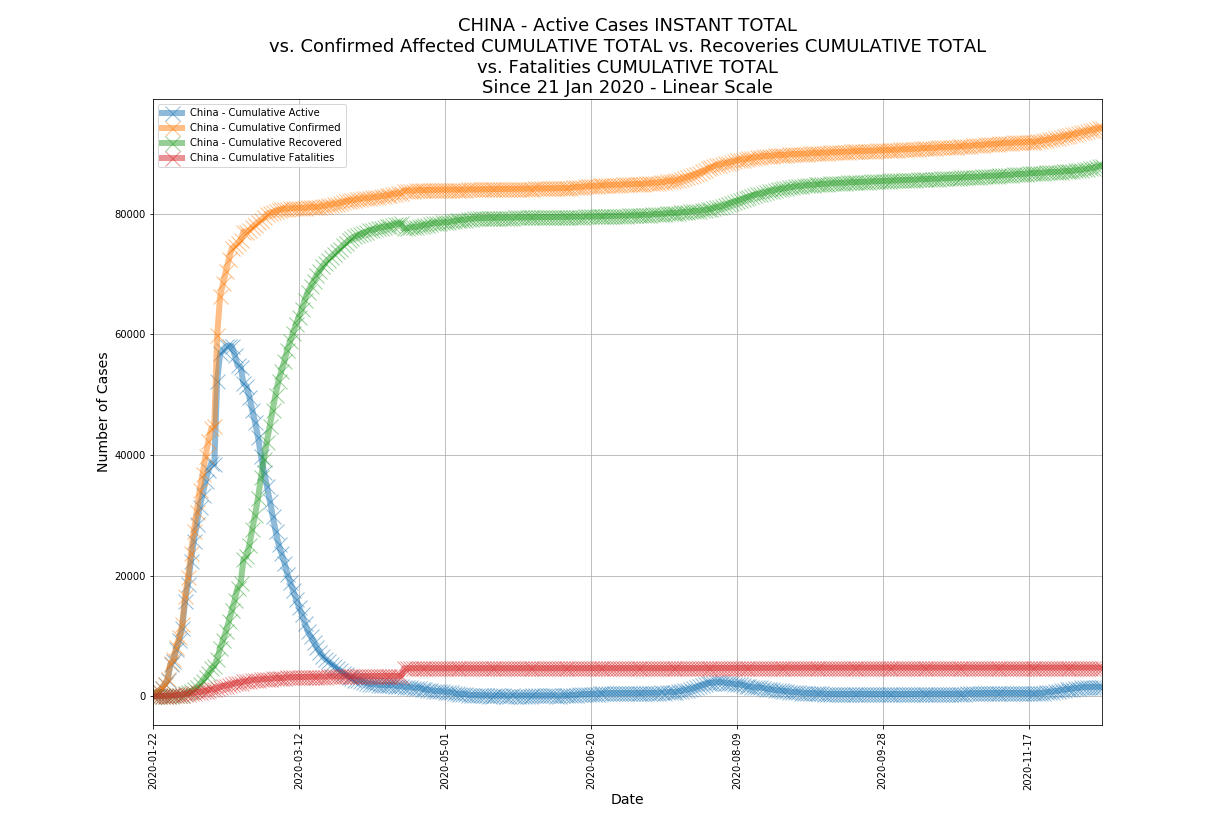 CHINA - Active Cases INSTANT TOTAL
vs. Confirmed Affected CUMULATIVE TOTAL vs. Recoveries CUMULATIVE TOTAL
vs. Fatalities CUMULATIVE TOTAL
Since 21 Jan 2020 - Linear Scale
China - Cumulative Active
China - Cumulative Confirmed
China - Cumulative Recovered
China - Cumulative Fatalities
80000
60000
40000
20000
0
Number of Cases
2020-01-22
2020-03-12
2020-05-01
2020-06-20
2020-08-09
2020-09-28
2020-11-17
Date